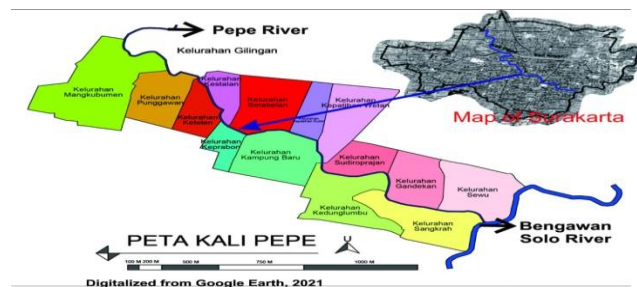 Pepe River
Kelurahan Gilingan
Kelurahan
Mangkubumen
Kelurahan
Punggawan
Kelurahan
Kestalan
Kelurahan
Ketelan
Kelurahan
Kelurahan
Kepatihan Wetan
Map of Surakarta
Kelurahan
Keprabon
Kelurahan
Kampung Baru
Kelurahan
Sudiroprajan
Kelurahan
Gandekan
Kelurahan
Sewu
Kelurahan
Kedunglumbu
Kelurahan
Sangkrah
Bengawan
Solo River
PETA KALI PEPE
U
100 M 200 M 500 M 750 M 1000 M
Digitalized from Google Earth, 2021